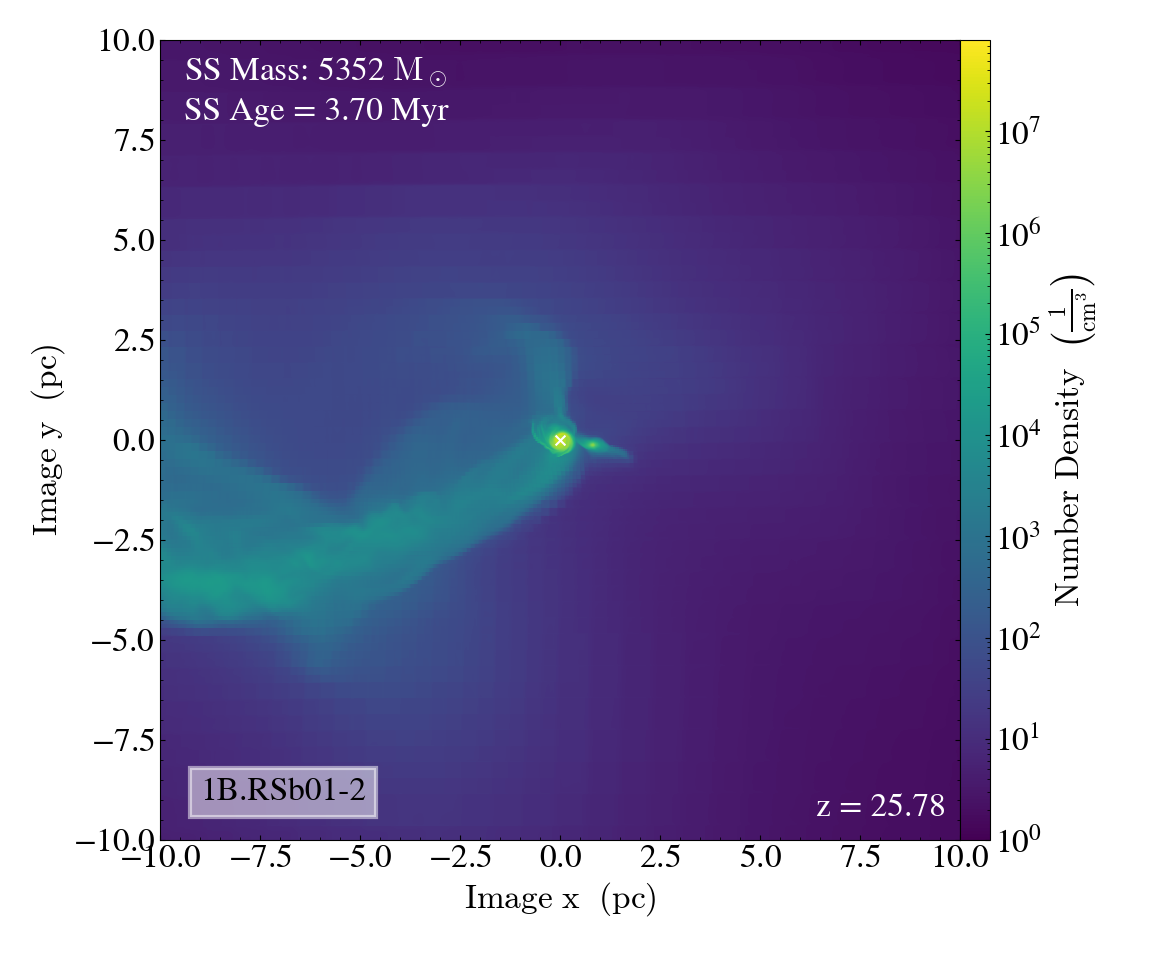 SS Mass: 5352 M☉
SS Age = 3.70 Myr
10.0
7.5
5.0
2.5
0.0
−2.5
−5.0
−7.5
−10.0
Image y (pc)
1B.RSb01-2
z = 25.78
−10.0 −7.5 −5.0 −2.5 0.0 2.5 5.0 7.5 10.0
Image x (pc)
10⁷
10⁶
10⁵
10⁴
10³
10²
10¹
10⁰
Number Density (1/cm³)